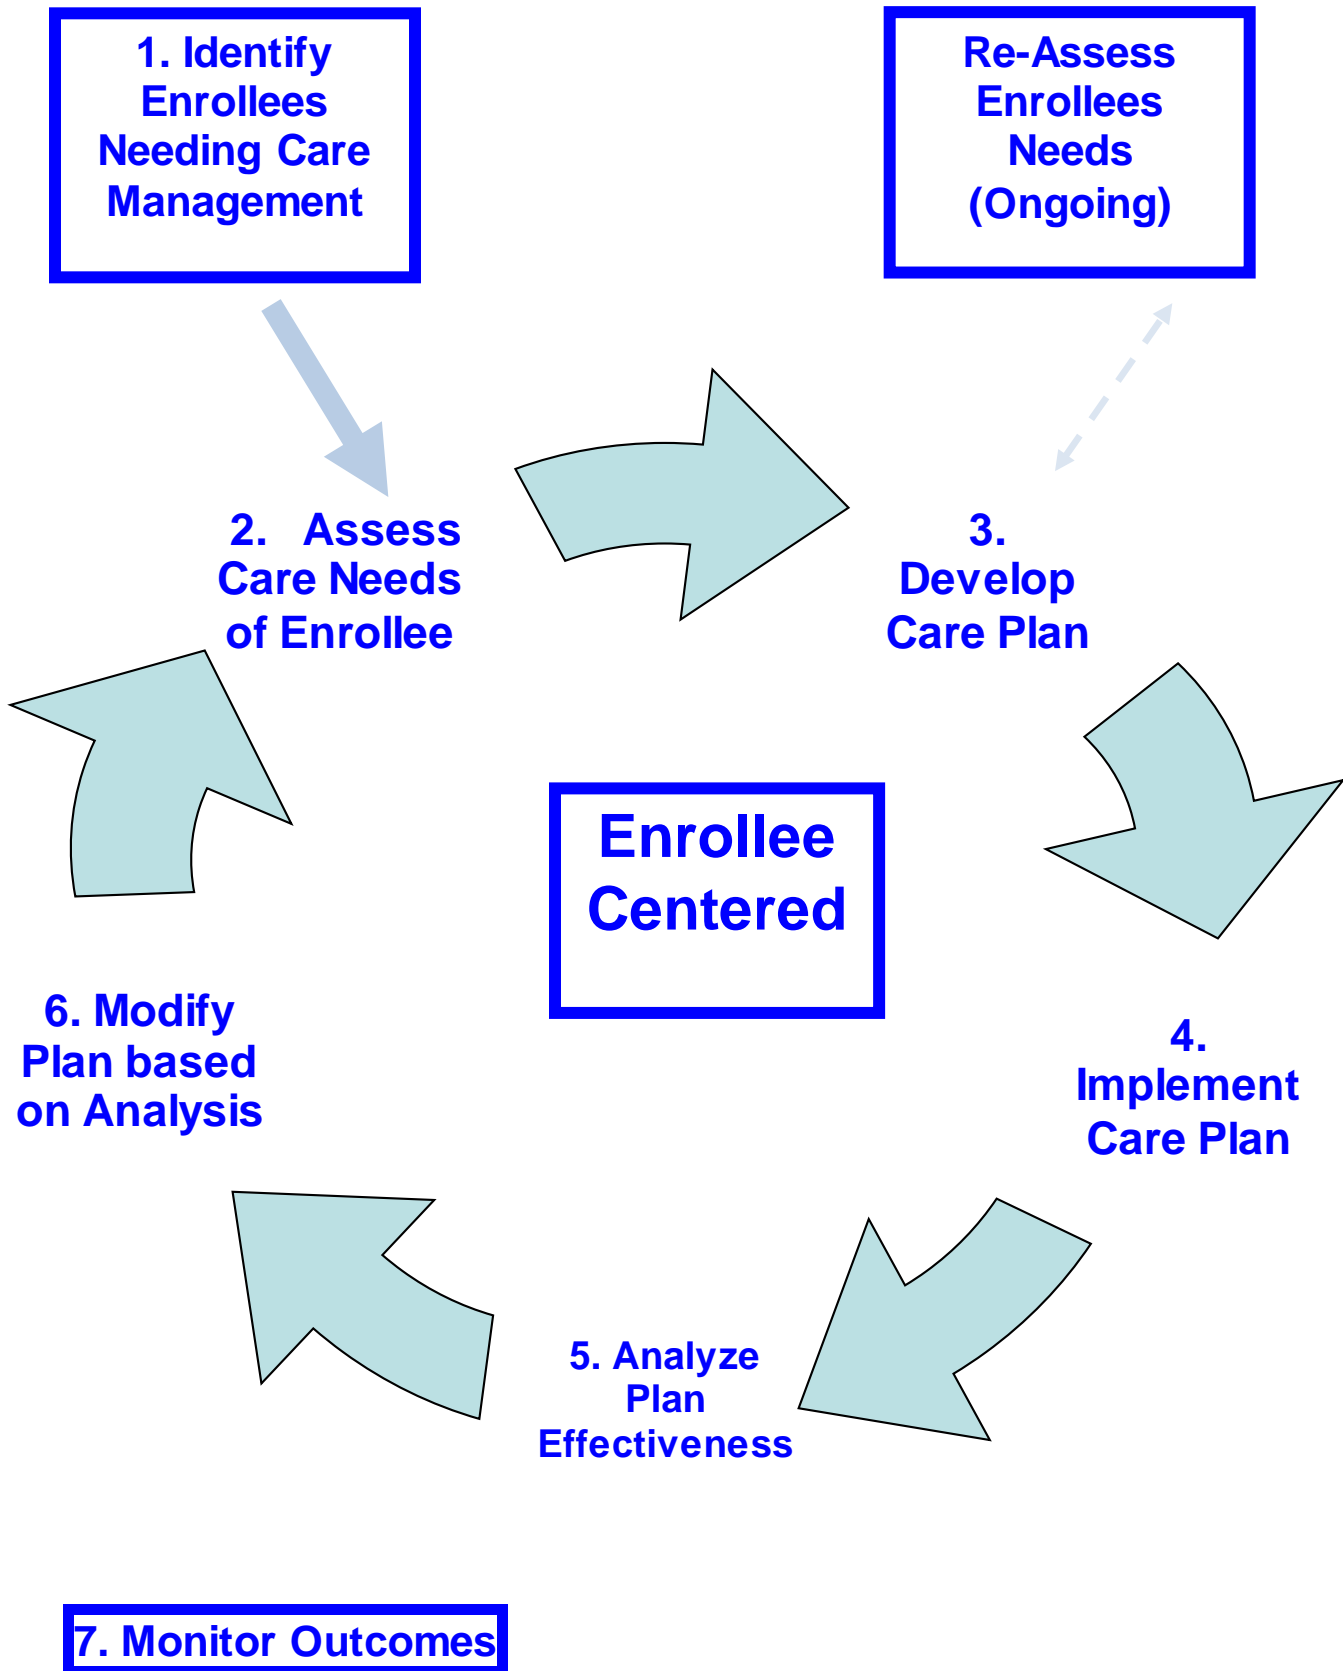 1. Identify
Enrollees
Needing Care
Management
Re-Assess
Enrollees
Needs
(Ongoing)
2. Assess
Care Needs
of Enrollee
3.
Develop
Care Plan
Enrollee
Centered
4.
Implement
Care Plan
5. Analyze
Plan
Effectiveness
6. Modify
Plan based
on Analysis
7. Monitor Outcomes